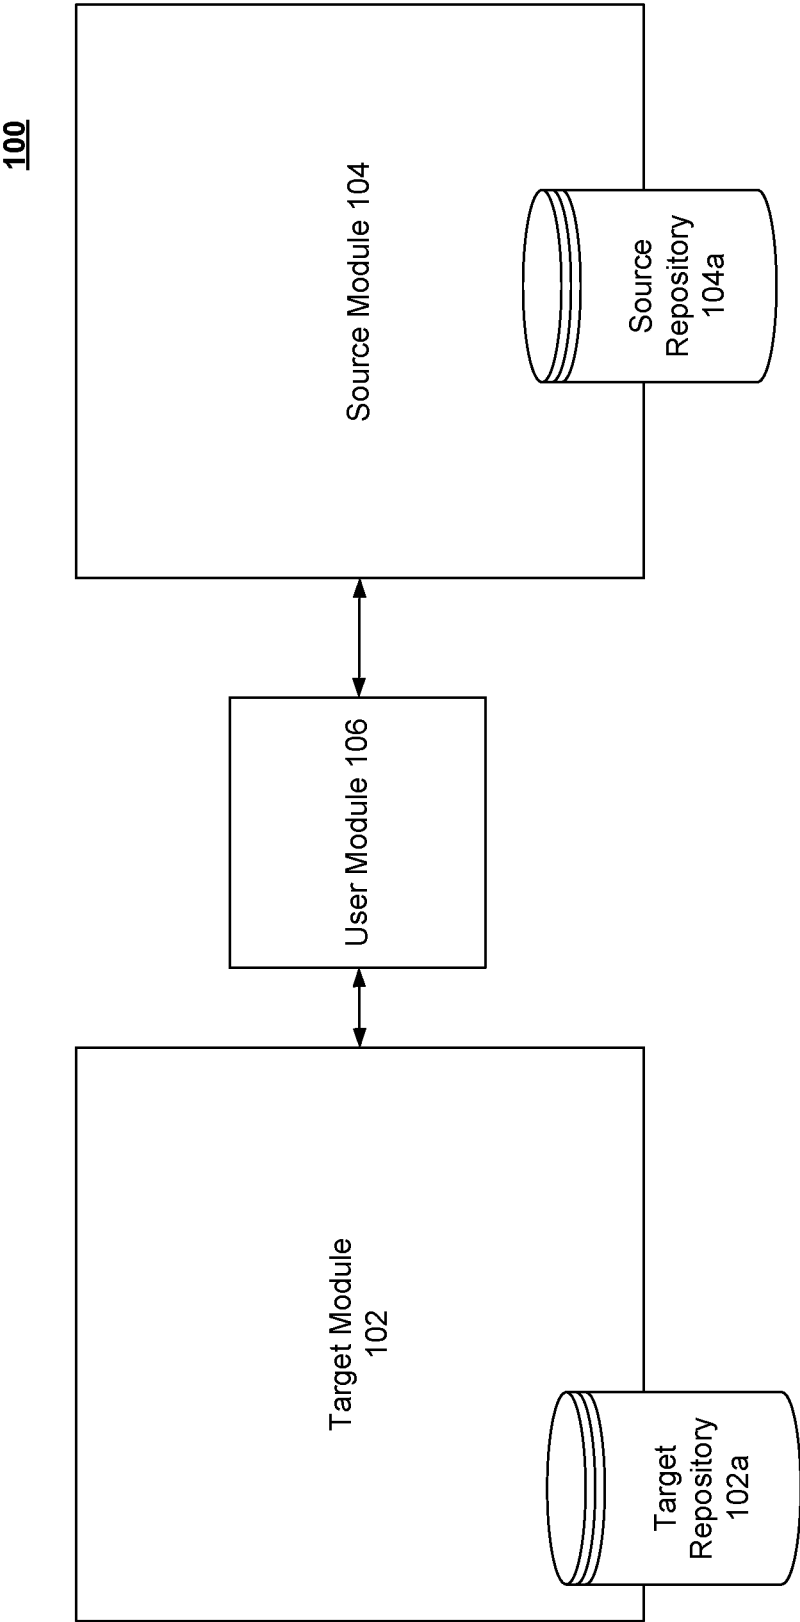 100
Target Module
102
User Module 106
Source Module 104
Target
Repository
102a
Source
Repository
104a